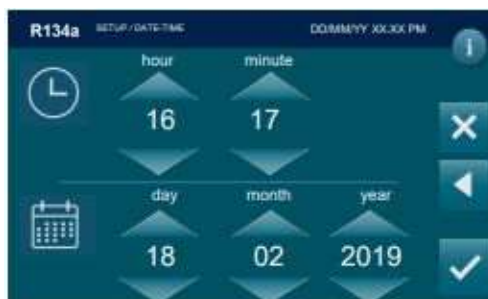 R134a SETUP / DATE-TIME DD/MM/YY XX.XX PM
hour minute
16 17
day month year
18 02 2019